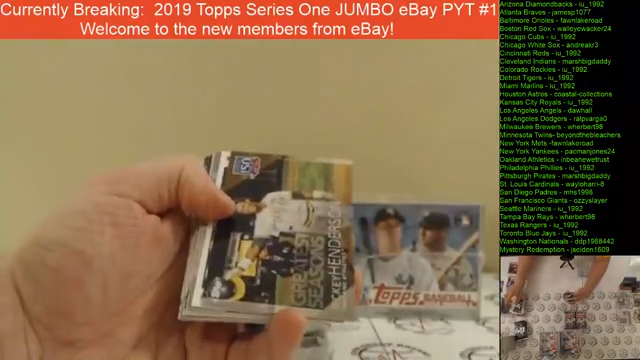 Currently Breaking: 2019 Topps Series One JUMBO eBay PYT #1
Welcome to the new members from eBay!
Arizona Diamondbacks - iu_1992
Atlanta Braves - jamesp1077
Baltimore Orioles - fawnlakeroad
Boston Red Sox - walleyewacker24
Chicago Cubs - iu_1992
Chicago White Sox - andreakr3
Cincinnati Reds - iu_1992
Cleveland Indians - marshbigdaddy
Colorado Rockies - iu_1992
Detroit Tigers - iu_1992
Miami Marlins - iu_1992
Houston Astros - coastal-collections
Kansas City Royals - iu_1992
Los Angeles Angels - dawhall
Los Angeles Dodgers - ralpvarga0
Milwaukee Brewers - wherbert98
Minnesota Twins- beyondthebleachers
New York Mets -fawnlakeroad
New York Yankees - pacmanjones24
Oakland Athletics - inbeanewetrust
Philadelphia Phillies - iu_1992
Pittsburgh Pirates - marshbigdaddy
St. Louis Cardinals - wayloharri-8
San Diego Padres - mhs1998
San Francisco Giants - ozzyslayer
Seattle Mariners - iu_1992
Tampa Bay Rays - wherbert98
Texas Rangers - iu_1992
Toronto Blue Jays - iu_1992
Washington Nationals - ddp1968442
Mystery Redemption - jseiden1609
150
GREATEST
SEASONS
RICKEY HENDERSON
Topps BASEBALL